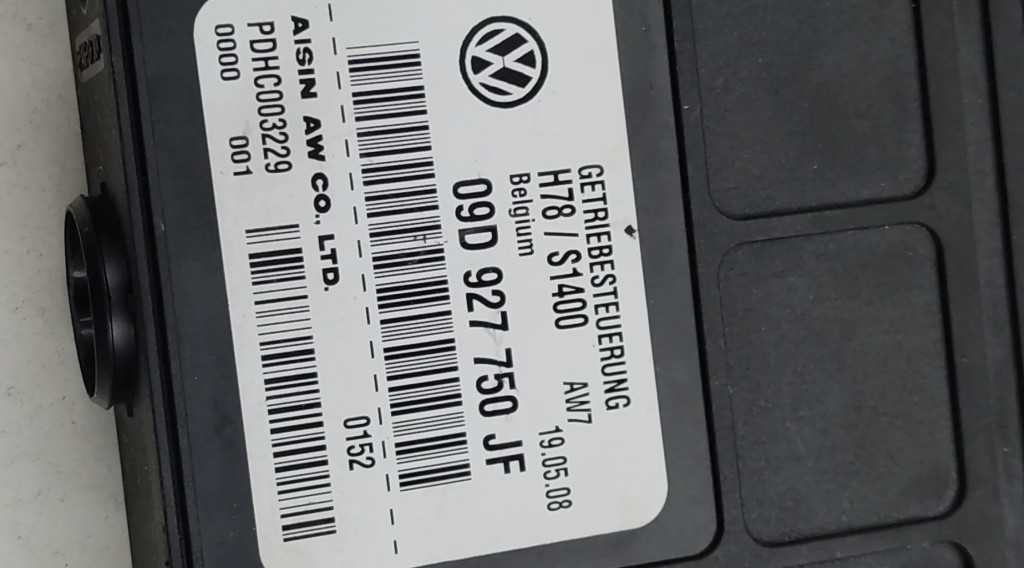 GETRIEBESTEUERUNG
H78 / S1400 AW7
Belgium 19.05.08
09D 927 750 JF
0152
AISIN AW CO., LTD.
PDHC003229
0000 001